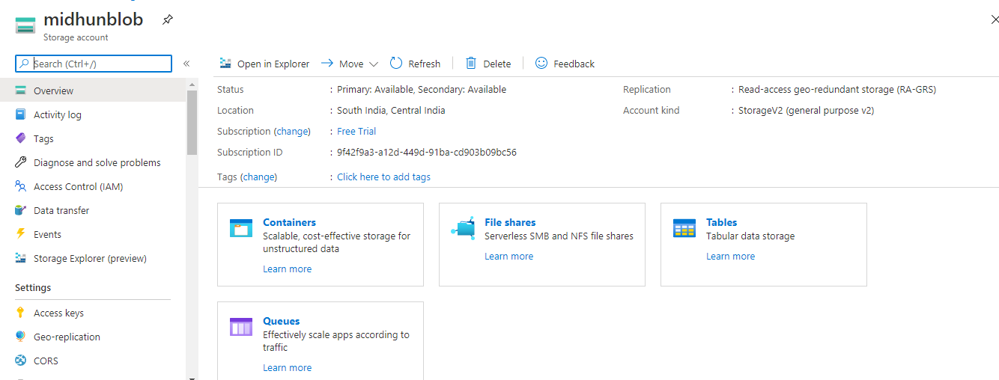 midhunblob
Storage account
Search (Ctrl+/)
«
Overview
Activity log
Tags
Diagnose and solve problems
Access Control (IAM)
Data transfer
Events
Storage Explorer (preview)
Settings
Access keys
Geo-replication
CORS
Open in Explorer Move Refresh Delete Feedback
Status : Primary: Available, Secondary: Available
Location : South India, Central India
Subscription (change) : Free Trial
Subscription ID : 9f42f9a3-a12d-449d-91ba-cd903b09bc56
Tags (change) : Click here to add tags
Replication : Read-access geo-redundant storage (RA-GRS)
Account kind : StorageV2 (general purpose v2)
Containers
Scalable, cost-effective storage for
unstructured data
Learn more
File shares
Serverless SMB and NFS file shares
Learn more
Tables
Tabular data storage
Learn more
Queues
Effectively scale apps according to
traffic
Learn more